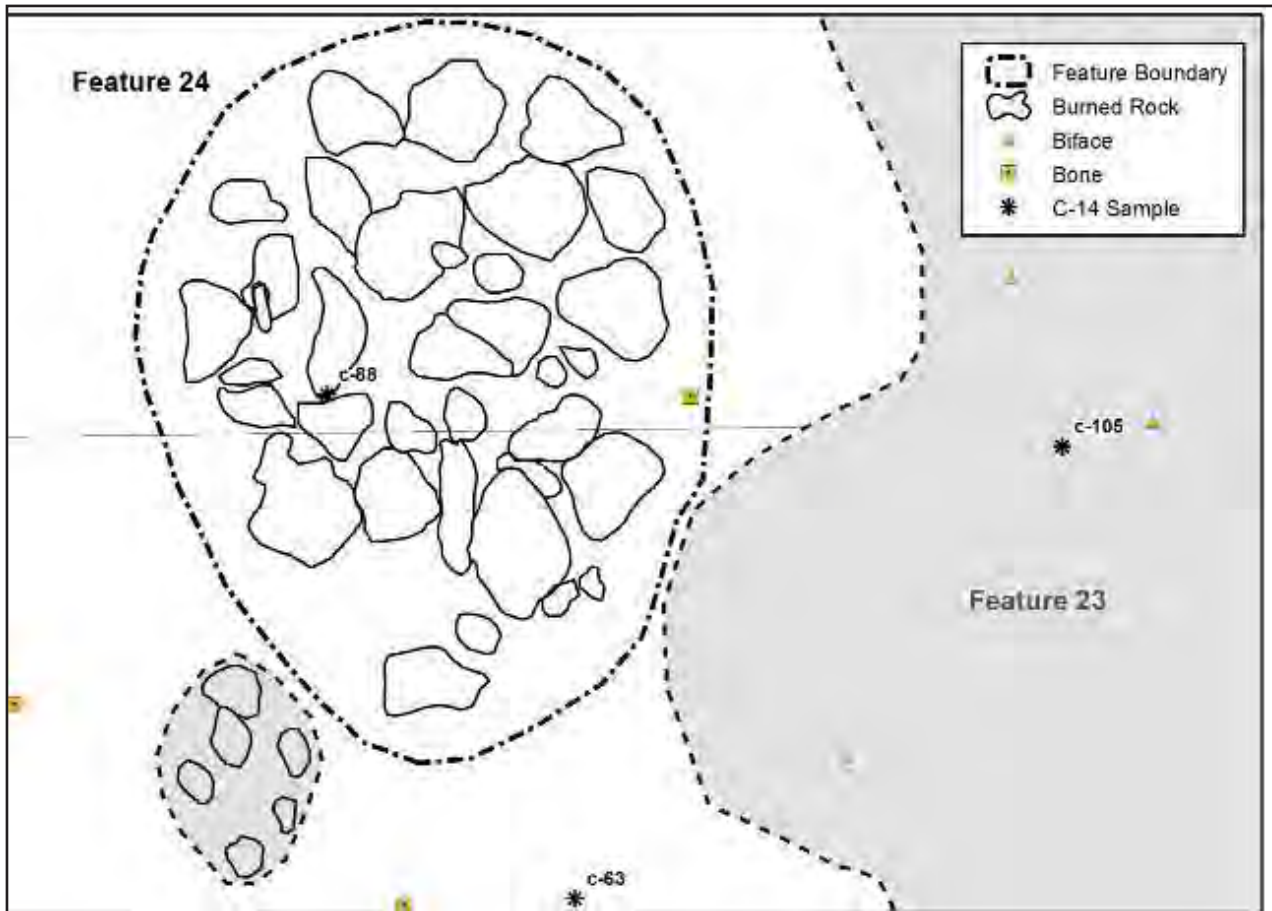 Feature 24
Feature Boundary
Burned Rock
Biface
Bone
C-14 Sample
c-88
c-105
Feature 23
c-63